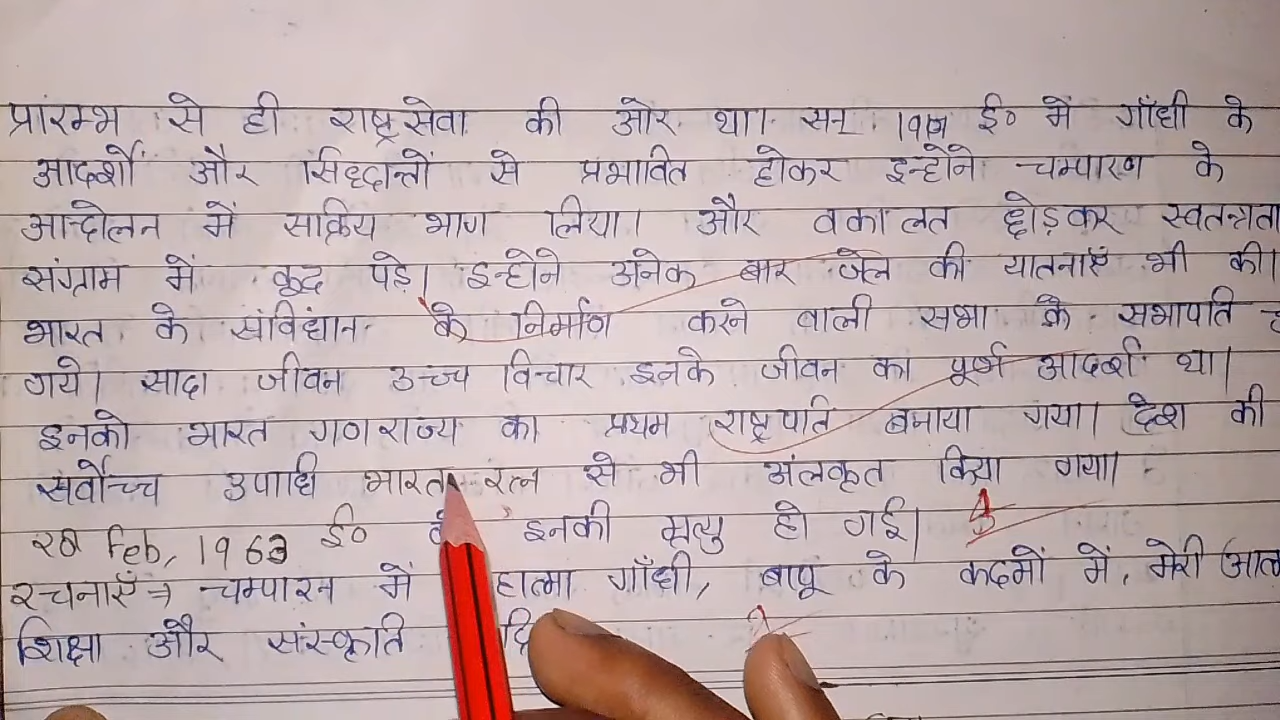 प्रारम्भ से ही राष्ट्रसेवा की ओर था। सन् ई० में गाँधी के
आदर्शों और सिद्धान्तों से प्रभावित होकर इन्होंने चम्पारण के
आन्दोलन में सक्रिय भाग लिया। और वकालत छोड़कर स्वतन्त्रता
संग्राम में कूद पड़े। इन्होंने अनेक बार जेल की यातनाएँ भी की।
भारत के संविधान के निर्माण करने वाली सभा के सभापति
गये। सादा जीवन उच्च विचार इनके जीवन का पूर्ण आदर्श था।
इनको भारत गणराज्य का प्रथम राष्ट्रपति बनाया गया। देश की
सर्वोच्च उपाधि भारत रत्न से भी अंलकृत किया गया।
२८ Feb, 1963 ई० इनकी मृत्यु हो गई।
रचनाएँ ⇒ चम्पारन में हात्मा गाँधी, बापू के कदमों में, मेरी आत्म
शिक्षा और संस्कृति